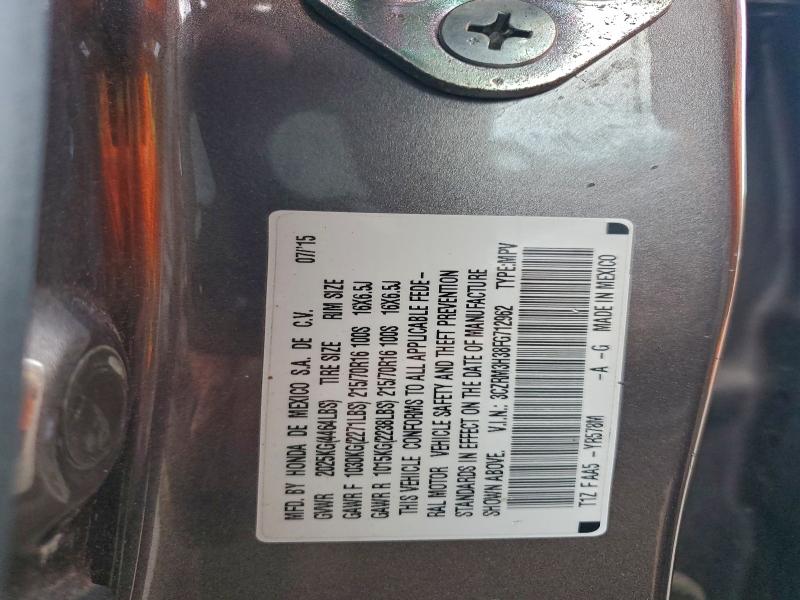 MFD. BY HONDA DE MEXICO S.A. DE C.V. 07/'15
GVWR 2025KG(4464LBS) TIRE SIZE RIM SIZE
GAWR F 1030KG(2271LBS) 215/70R16 100S 16X6.5J
GAWR R 1015KG(2238LBS) 215/70R16 100S 16X6.5J
THIS VEHICLE CONFORMS TO ALL APPLICABLE FEDE-
RAL MOTOR VEHICLE SAFETY AND THEFT PREVENTION
STANDARDS IN EFFECT ON THE DATE OF MANUFACTURE
SHOWN ABOVE. V.I.N.: 3CZRM3H38FG712962 TYPE:MPV
T1Z F AAA5 - YR578M -A -G MADE IN MEXICO